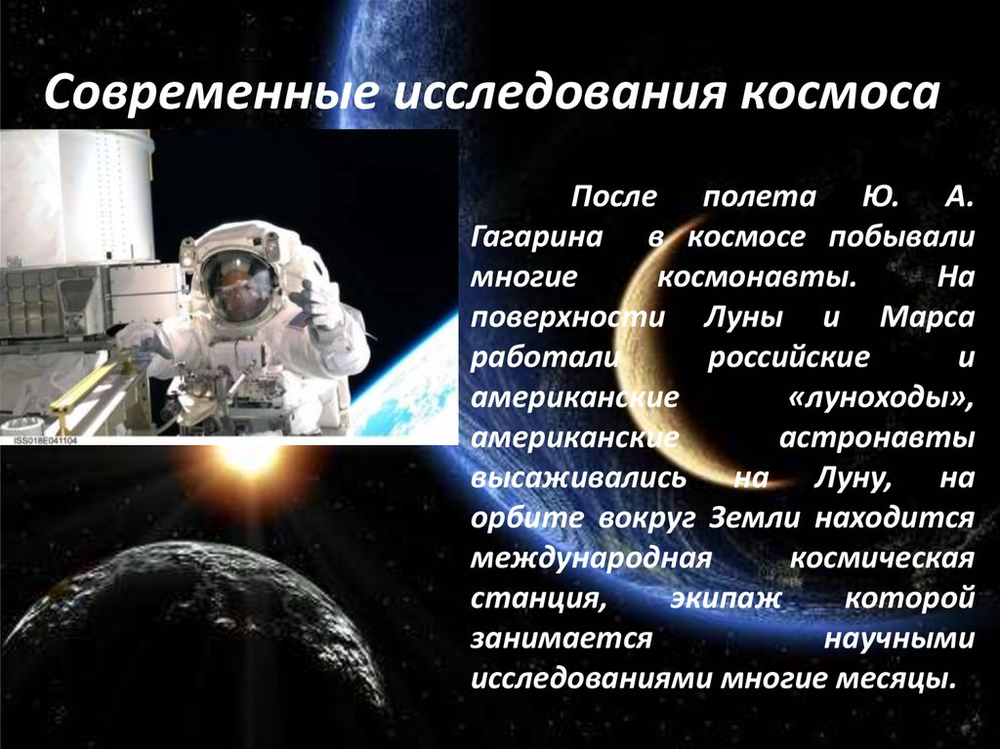 Современные исследования космоса
После полета Ю. А.
Гагарина в космосе побывали
многие космонавты. На
поверхности Луны и Марса
работали российские и
американские «луноходы»,
американские астронавты
высаживались на Луну, на
орбите вокруг Земли находится
международная космическая
станция, экипаж которой
занимается научными
исследованиями многие месяцы.
ISS018E041104